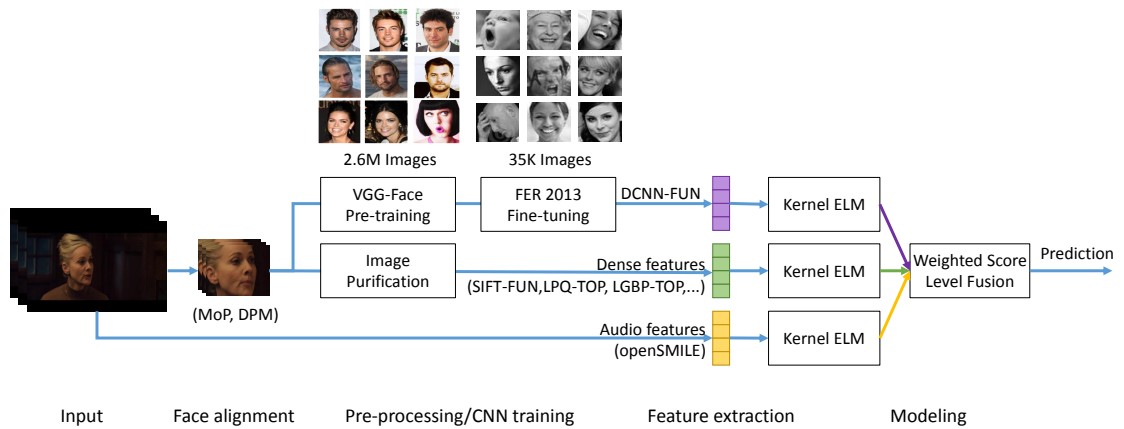 2.6M Images
35K Images
VGG-Face
Pre-training
FER 2013
Fine-tuning
DCNN-FUN
Kernel ELM
Image
Purification
Dense features
(SIFT-FUN,LPQ-TOP, LGBP-TOP,...)
Kernel ELM
Weighted Score
Level Fusion
Prediction
(MoP, DPM)
Audio features
(openSMILE)
Kernel ELM
Input
Face alignment
Pre-processing/CNN training
Feature extraction
Modeling